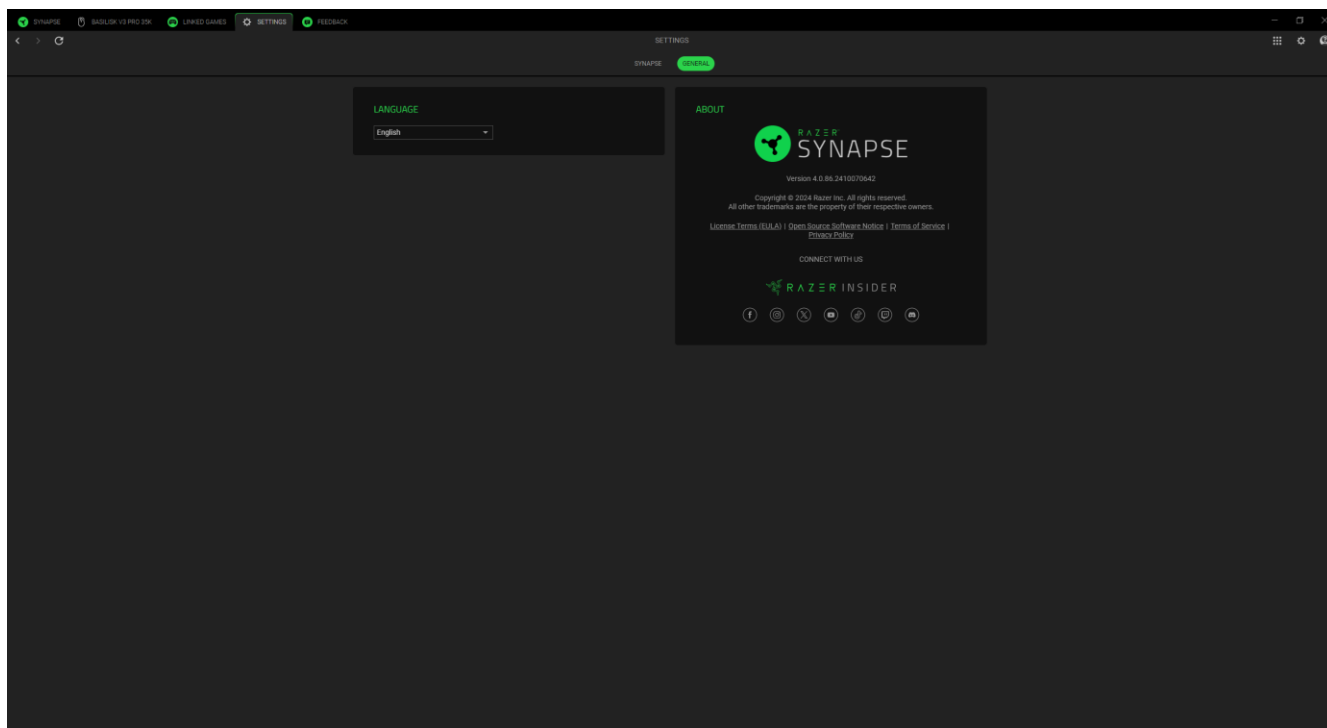 SYNAPSE BASILISK V3 PRO 35K LINKED GAMES SETTINGS FEEDBACK
SETTINGS
SYNAPSE GENERAL
LANGUAGE
English
ABOUT
RAZER
SYNAPSE
Version 4.0.86.2410070642
Copyright © 2024 Razer Inc. All rights reserved.
All other trademarks are the property of their respective owners.
License Terms (EULA) | Open Source Software Notice | Terms of Service |
Privacy Policy
CONNECT WITH US
RAZER INSIDER